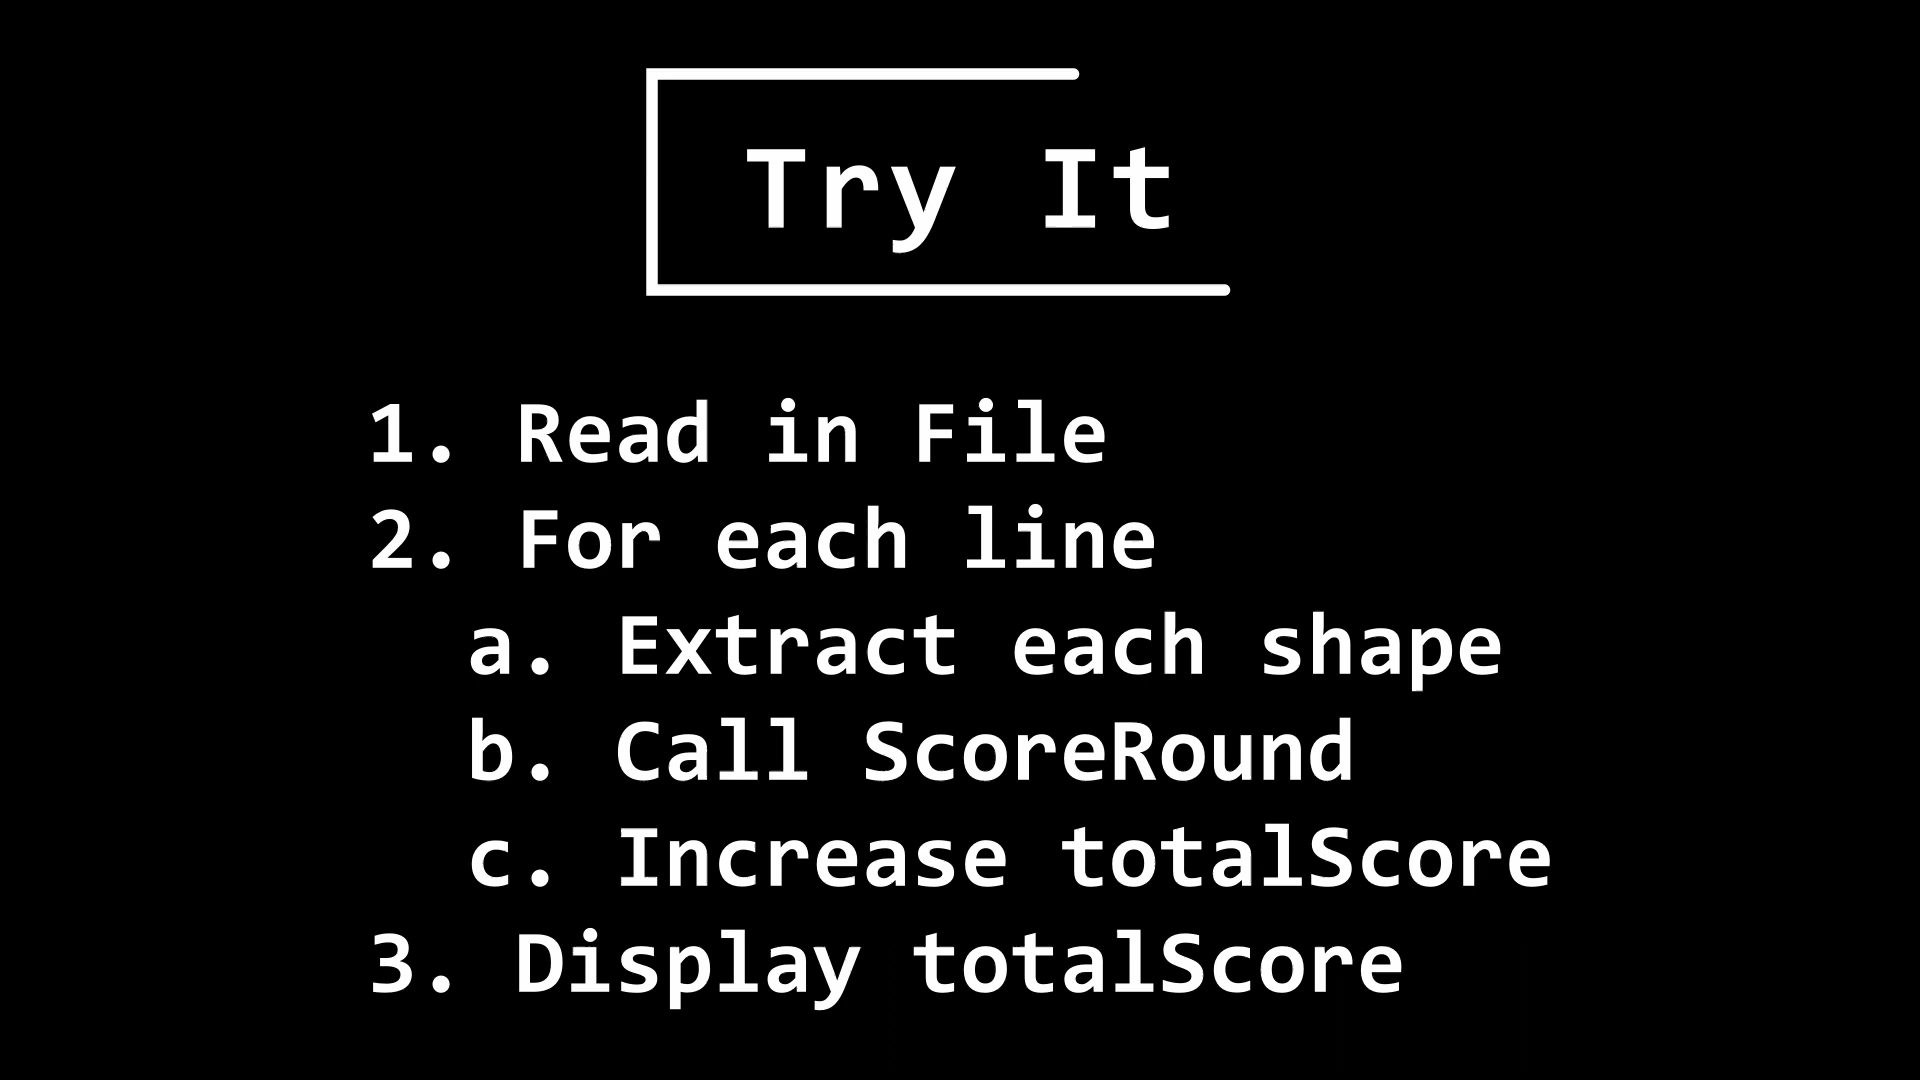 Try It
1. Read in File
2. For each line
a. Extract each shape
b. Call ScoreRound
c. Increase totalScore
3. Display totalScore